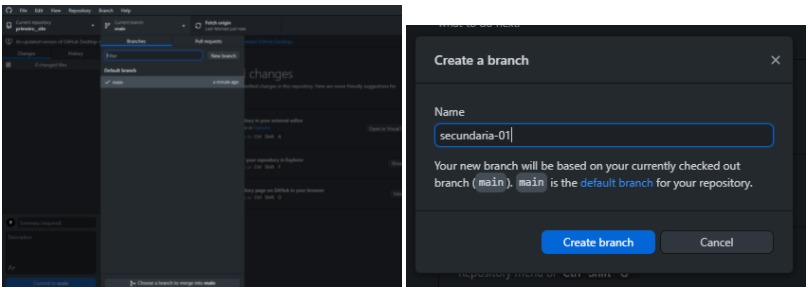 File Edit View Repository Branch Help
Current repository
primeiro_site
Current branch
main
Fetch origin
Last fetched just now
An updated version of GitHub Desktop
Changes
History
0 changed files
Branches
Pull requests
Filter
New branch
Default branch
main
a minute ago
changes
Open in Visual
Summary (required)
Description
Commit to main
Choose a branch to merge into main
Create a branch
Name
secundaria-01
Your new branch will be based on your currently checked out
branch (main). main is the default branch for your repository.
Create branch
Cancel